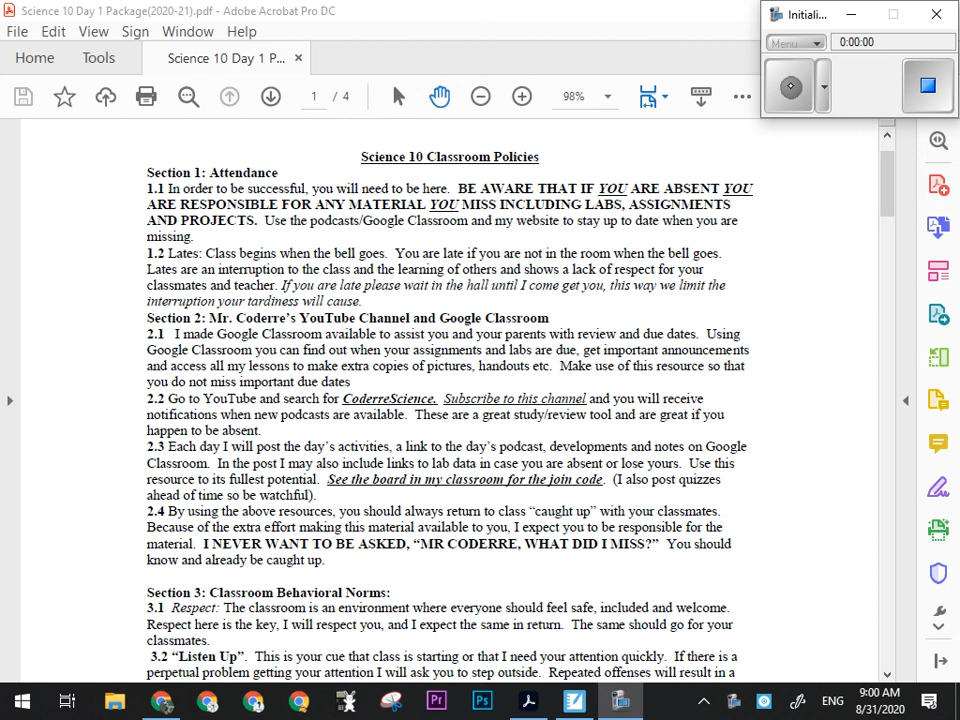 Science 10 Day 1 Package(2020-21).pdf - Adobe Acrobat Pro DC
Initiali...
File Edit View Sign Window Help
Menu
0:00:00
Home Tools Science 10 Day 1 P... ×
1 / 4 98%
Science 10 Classroom Policies
Section 1: Attendance
1.1 In order to be successful, you will need to be here. BE AWARE THAT IF YOU ARE ABSENT YOU
ARE RESPONSIBLE FOR ANY MATERIAL YOU MISS INCLUDING LABS, ASSIGNMENTS
AND PROJECTS. Use the podcasts/Google Classroom and my website to stay up to date when you are
missing.
1.2 Lates: Class begins when the bell goes. You are late if you are not in the room when the bell goes.
Lates are an interruption to the class and the learning of others and shows a lack of respect for your
classmates and teacher. If you are late please wait in the hall until I come get you, this way we limit the
interruption your tardiness will cause.
Section 2: Mr. Coderre's YouTube Channel and Google Classroom
2.1 I made Google Classroom available to assist you and your parents with review and due dates. Using
Google Classroom you can find out when your assignments and labs are due, get important announcements
and access all my lessons to make extra copies of pictures, handouts etc. Make use of this resource so that
you do not miss important due dates
2.2 Go to YouTube and search for CoderreScience. Subscribe to this channel and you will receive
notifications when new podcasts are available. These are a great study/review tool and are great if you
happen to be absent.
2.3 Each day I will post the day's activities, a link to the day's podcast, developments and notes on Google
Classroom. In the post I may also include links to lab data in case you are absent or lose yours. Use this
resource to its fullest potential. See the board in my classroom for the join code. (I also post quizzes
ahead of time so be watchful).
2.4 By using the above resources, you should always return to class “caught up” with your classmates.
Because of the extra effort making this material available to you, I expect you to be responsible for the
material. I NEVER WANT TO BE ASKED, “MR CODERRE, WHAT DID I MISS?” You should
know and already be caught up.
Section 3: Classroom Behavioral Norms:
3.1 Respect: The classroom is an environment where everyone should feel safe, included and welcome.
Respect here is the key, I will respect you, and I expect the same in return. The same should go for your
classmates.
3.2 “Listen Up”. This is your cue that class is starting or that I need your attention quickly. If there is a
perpetual problem getting your attention I will ask you to step outside. Repeated offenses will result in a
Pr Ps ENG
9:00 AM
8/31/2020